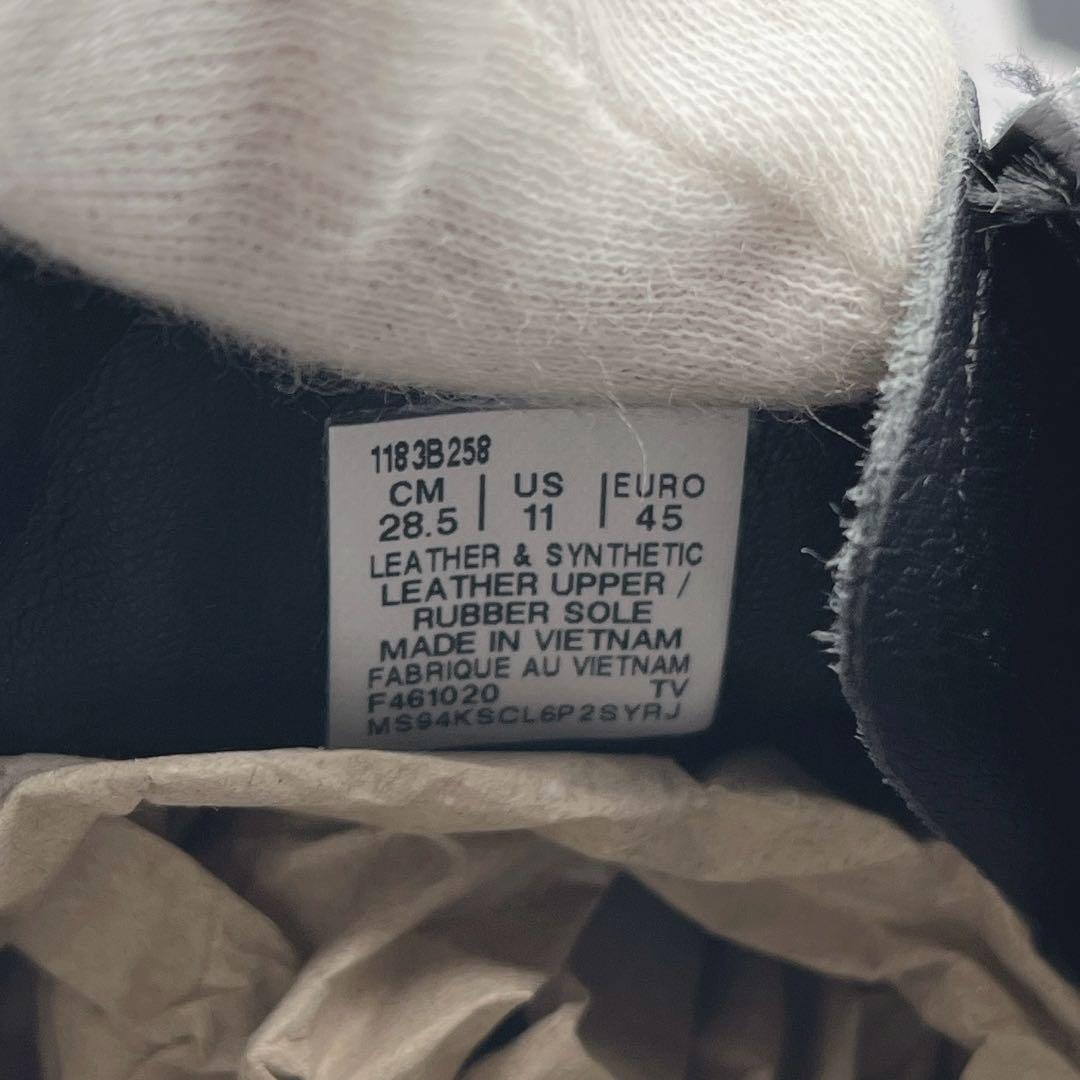 1183B258
CM | US | EURO
28.5 | 11 | 45
LEATHER & SYNTHETIC
LEATHER UPPER /
RUBBER SOLE
MADE IN VIETNAM
FABRIQUE AU VIETNAM
F461020 TV
MS94KSCL6P2SYRJ